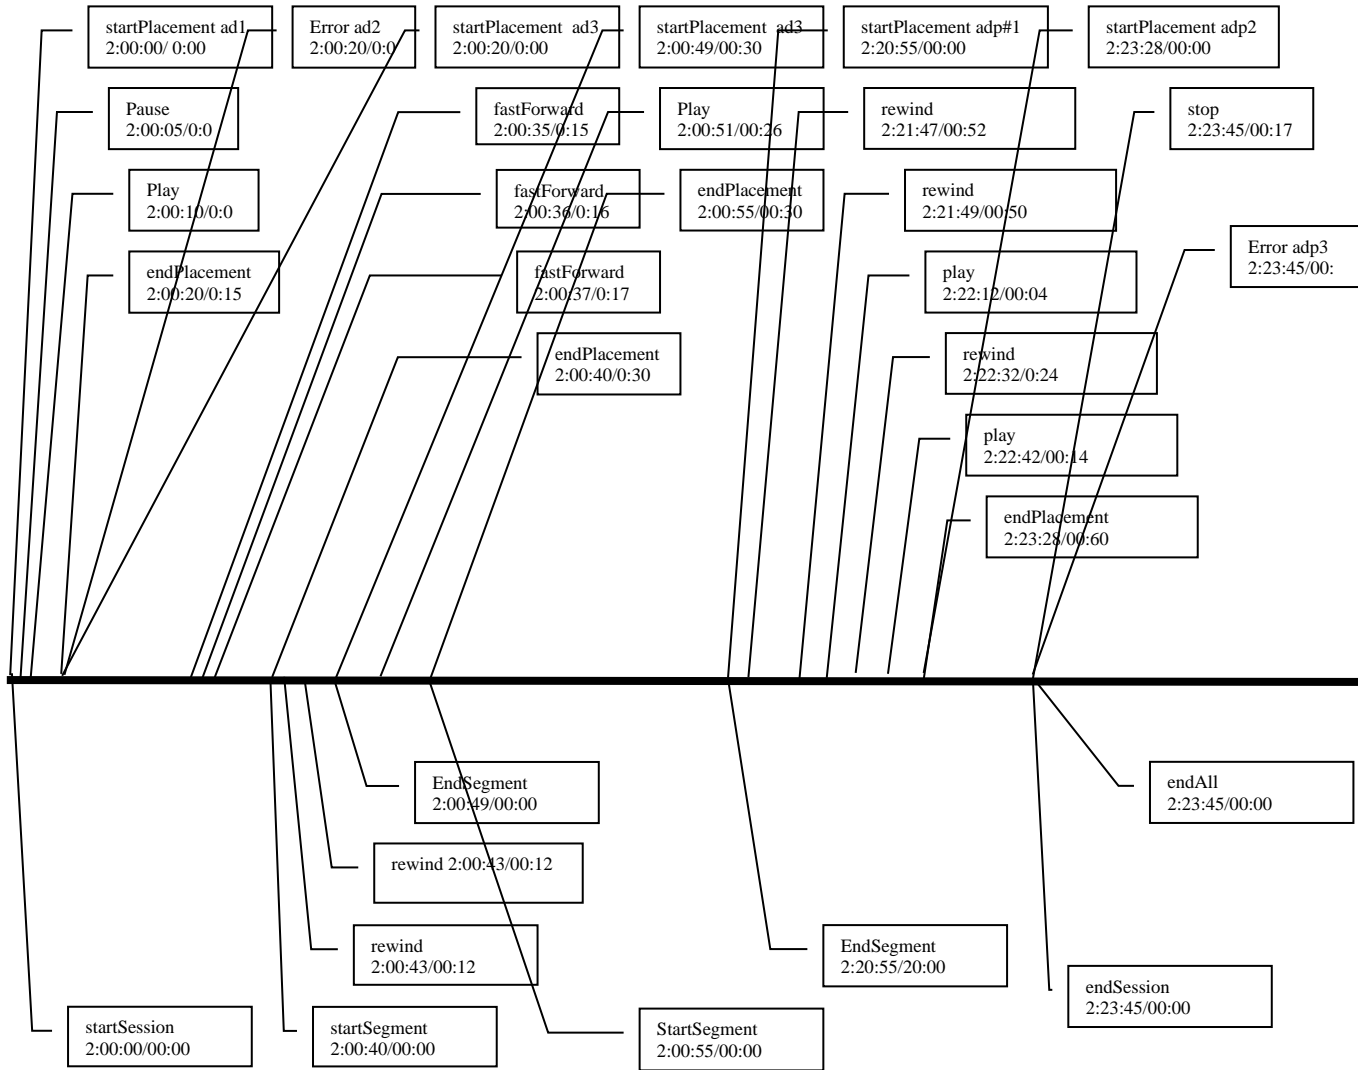 startPlacement ad1
2:00:00/ 0:00
Error ad2
2:00:20/0:0
startPlacement  ad3
2:00:20/0:00
startPlacement  ad3
2:00:49/00:30
startPlacement adp#1
2:20:55/00:00
startPlacement adp2
2:23:28/00:00
Pause
2:00:05/0:0
fastForward
2:00:35/0:15
Play
2:00:51/00:26
rewind
2:21:47/00:52
stop
2:23:45/00:17
Play
2:00:10/0:0
fastForward
2:00:36/0:16
endPlacement
2:00:55/00:30
rewind
2:21:49/00:50
Error adp3
2:23:45/00:
endPlacement
2:00:20/0:15
fastForward
2:00:37/0:17
play
2:22:12/00:04
endPlacement
2:00:40/0:30
rewind
2:22:32/0:24
play
2:22:42/00:14
endPlacement
2:23:28/00:60
EndSegment
2:00:49/00:00
endAll
2:23:45/00:00
rewind 2:00:43/00:12
rewind
2:00:43/00:12
EndSegment
2:20:55/20:00
endSession
2:23:45/00:00
startSession
2:00:00/00:00
startSegment
2:00:40/00:00
StartSegment
2:00:55/00:00